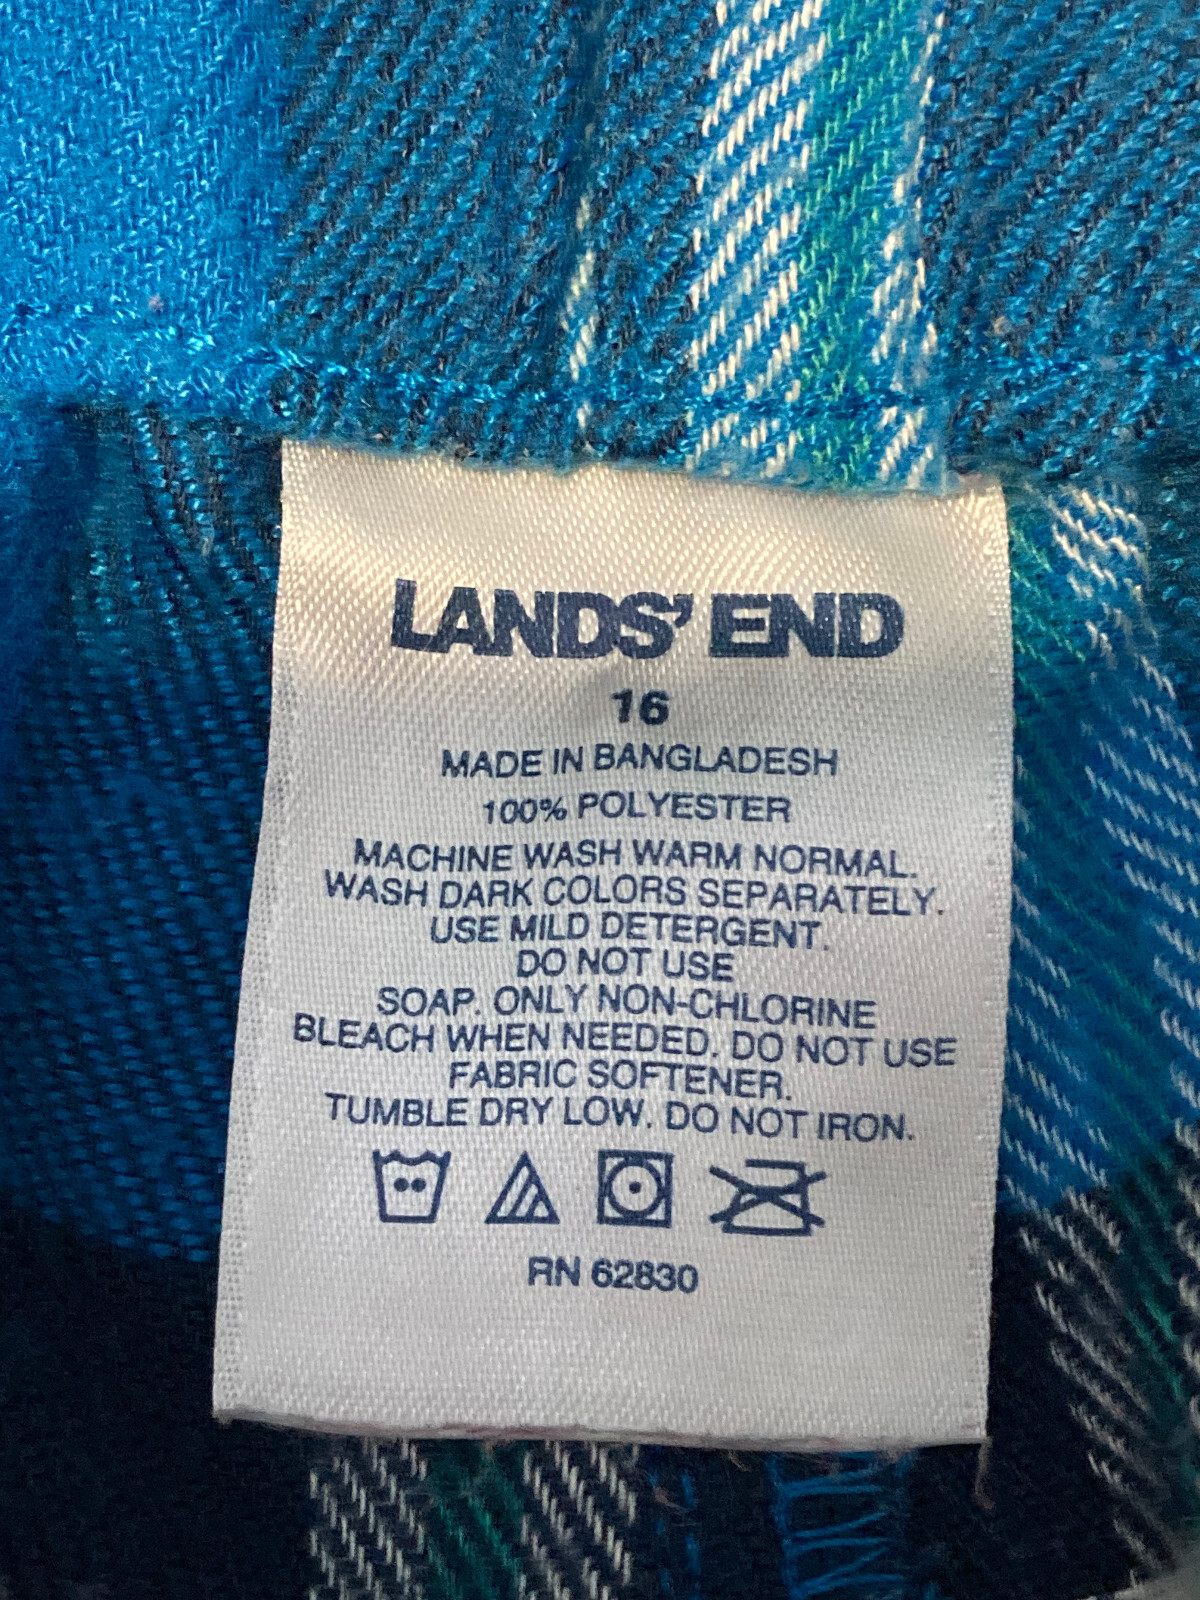 LANDS' END
16
MADE IN BANGLADESH
100% POLYESTER
MACHINE WASH WARM NORMAL.
WASH DARK COLORS SEPARATELY.
USE MILD DETERGENT.
DO NOT USE
SOAP. ONLY NON-CHLORINE
BLEACH WHEN NEEDED. DO NOT USE
FABRIC SOFTENER.
TUMBLE DRY LOW. DO NOT IRON.
RN 62830